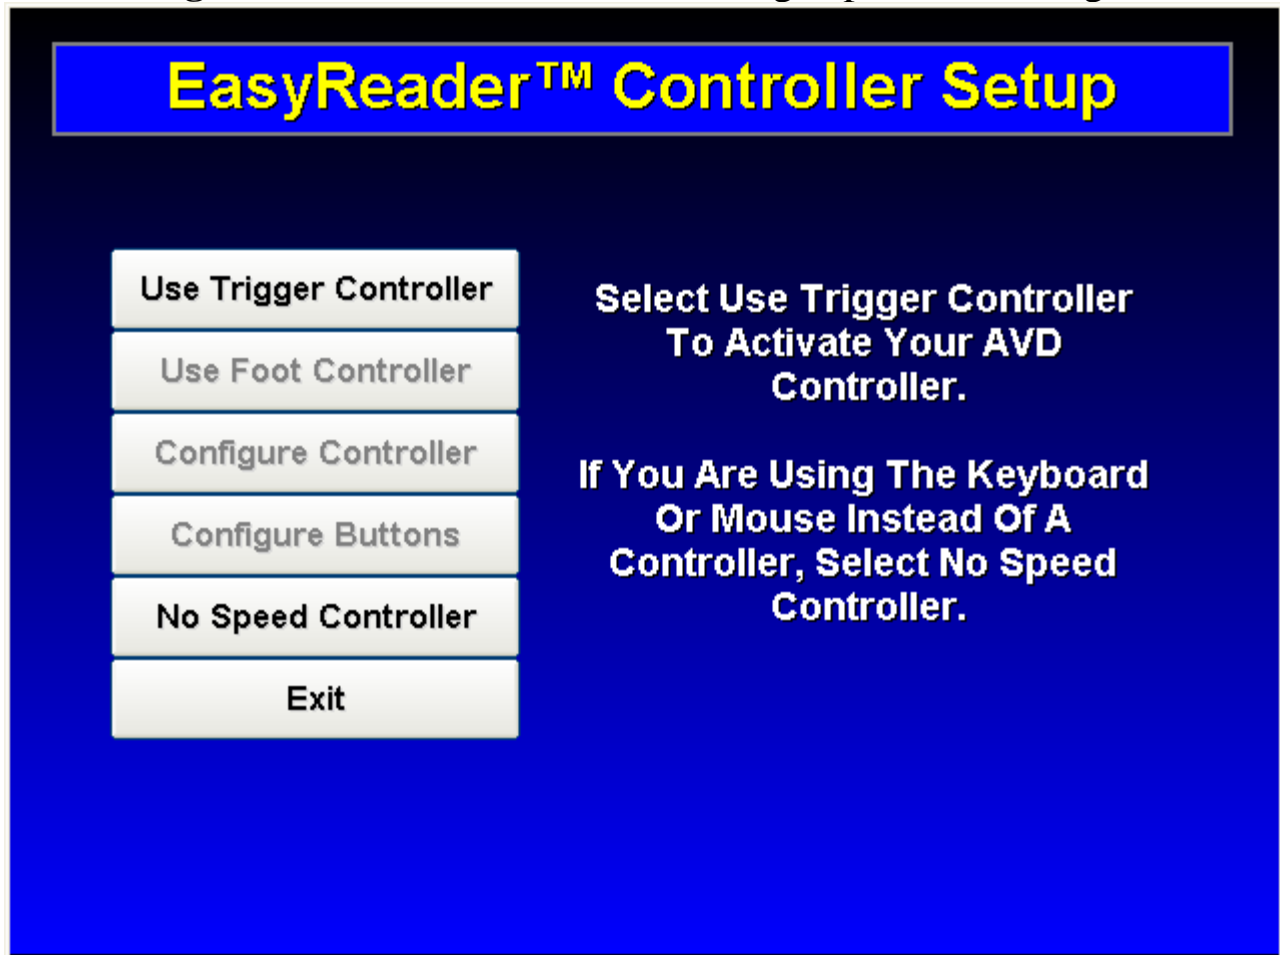 EasyReader™ Controller Setup
Use Trigger Controller
Use Foot Controller
Configure Controller
Configure Buttons
No Speed Controller
Exit
Select Use Trigger Controller
To Activate Your AVD
Controller.
If You Are Using The Keyboard
Or Mouse Instead Of A
Controller, Select No Speed
Controller.